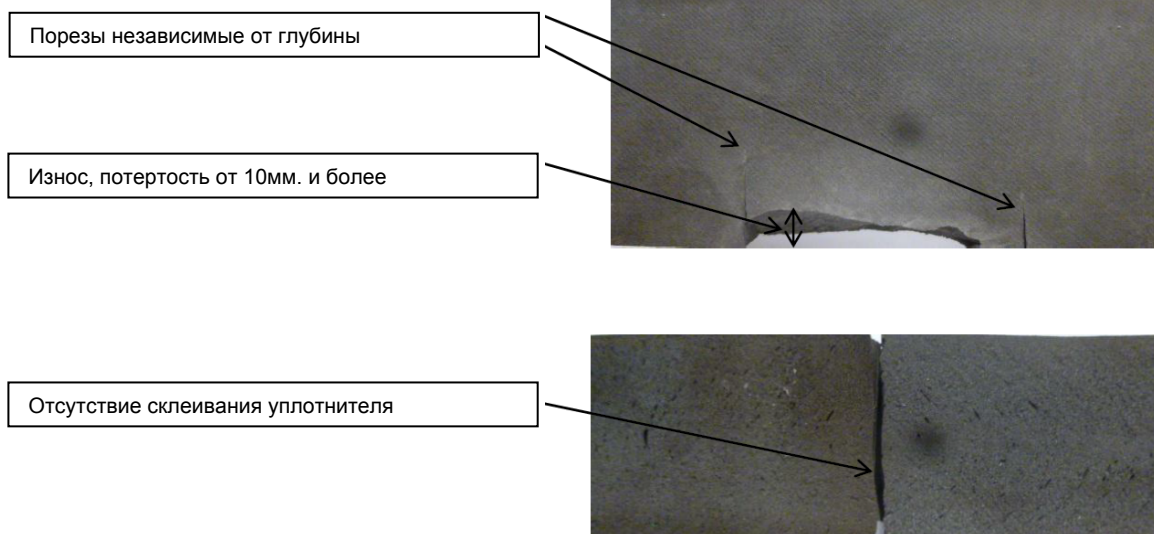 Порезы независимые от глубины
Износ, потертость от 10мм. и более
Отсутствие склеивания уплотнителя